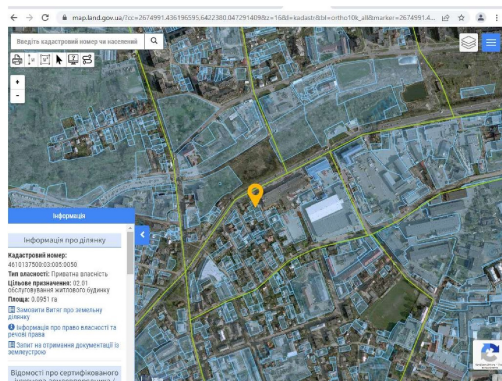 map.land.gov.ua/?cc=2674991.436196595,6422380.047291409&z=16&l=kadastr&bl=ortho10k_all&marker=2674991.4...
Введіть кадастровий номер чи населений
+
-
Інформація
Інформація про ділянку
Кадастровий номер:
4610137500:03:005:0050
Тип власності: Приватна власність
Цільове призначення: 02.01
обслуговування житлового будинку
Площа: 0.0951 га
Замовити Витяг про земельну
ділянку
Інформація про право власності та
речові права
Запит на отримання документації із
землеустрою
Відомості про сертифікованого